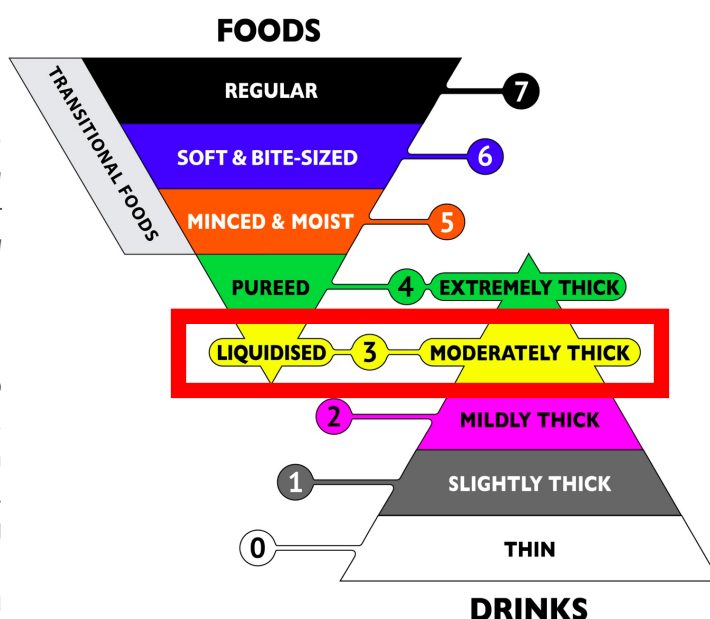 FOODS
TRANSITIONAL FOODS
REGULAR
7
SOFT & BITE-SIZED
6
MINCED & MOIST
5
PUREED
4
EXTREMELY THICK
LIQUIDISED
3
MODERATELY THICK
2
MILDLY THICK
1
SLIGHTLY THICK
0
THIN
DRINKS